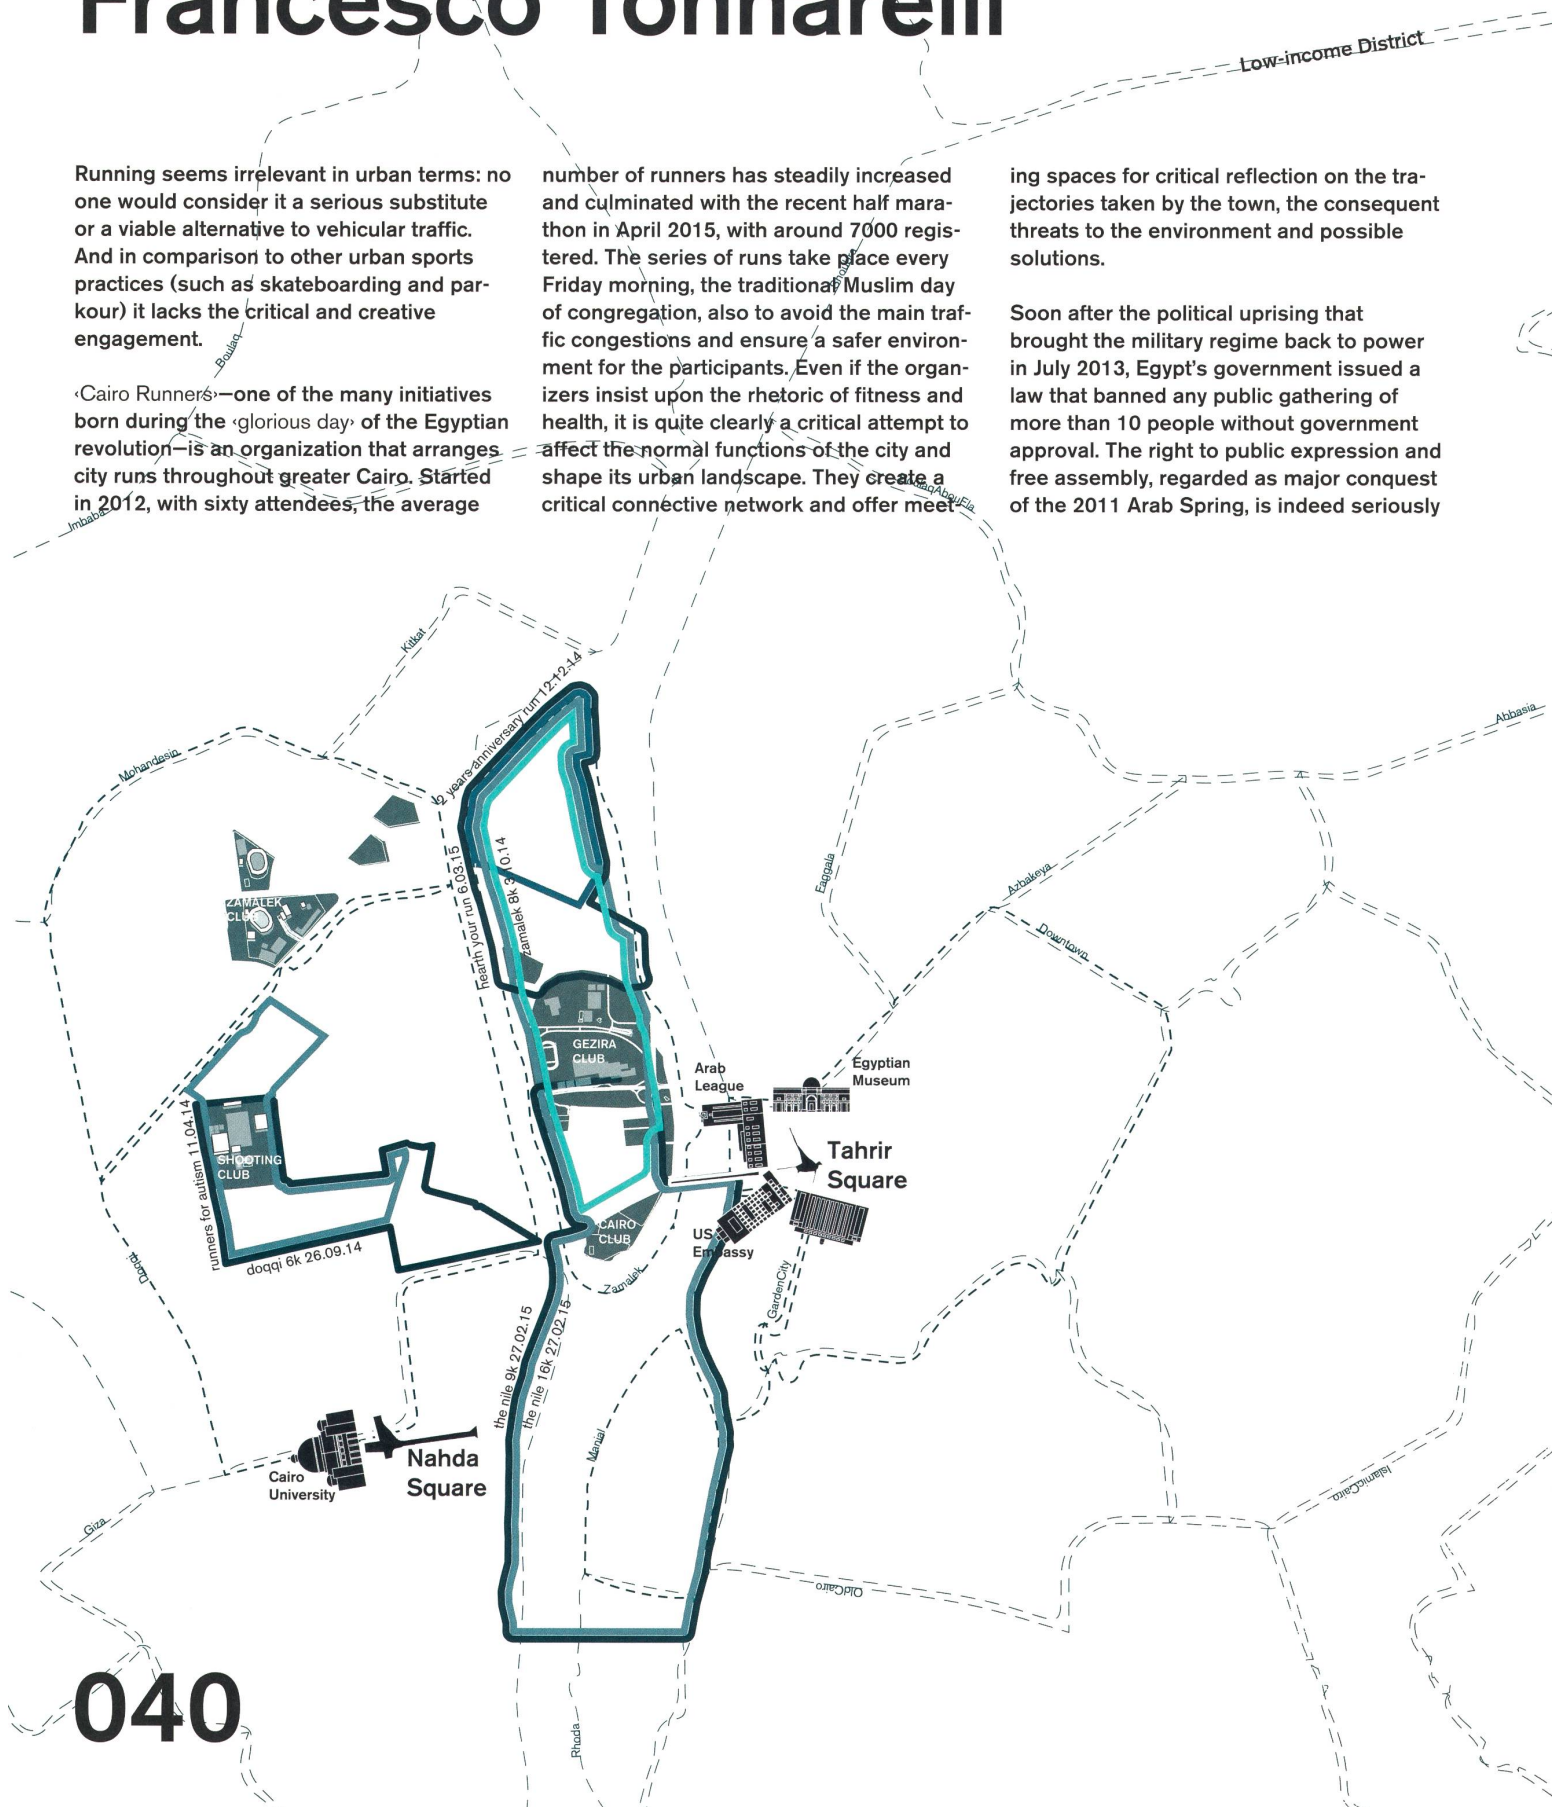 Francesco Tonnarelli
Low-income District
Running seems irrelevant in urban terms: no
one would consider it a serious substitute
or a viable alternative to vehicular traffic.
And in comparison to other urban sports
practices (such as skateboarding and par-
kour) it lacks the critical and creative
engagement.
‹Cairo Runners›—one of the many initiatives
born during the ‹glorious day› of the Egyptian
revolution—is an organization that arranges
city runs throughout greater Cairo. Started
in 2012, with sixty attendees, the average
number of runners has steadily increased
and culminated with the recent half mara-
thon in April 2015, with around 7000 regis-
tered. The series of runs take place every
Friday morning, the traditional Muslim day
of congregation, also to avoid the main traf-
fic congestions and ensure a safer environ-
ment for the participants. Even if the organ-
izers insist upon the rhetoric of fitness and
health, it is quite clearly a critical attempt to
affect the normal functions of the city and
shape its urban landscape. They create a
critical connective network and offer meet-
ing spaces for critical reflection on the tra-
jectories taken by the town, the consequent
threats to the environment and possible
solutions.
Soon after the political uprising that
brought the military regime back to power
in July 2013, Egypt's government issued a
law that banned any public gathering of
more than 10 people without government
approval. The right to public expression and
free assembly, regarded as major conquest
of the 2011 Arab Spring, is indeed seriously
Boulaq
Imbaba
Kitkat
2 years anniversary run 12.12.14
Mohandesin
Abbasia
hearth your run 6.03.15
zamalek 8k 3.10.14
Faggala
Azbakeya
Downtown
ZAMALEK
CLUB
GEZIRA
CLUB
Arab
League
Egyptian
Museum
Tahrir
Square
SHOOTING
CLUB
runners for autism 11.04.14
doqqi 6k 26.09.14
Doqqi
CAIRO
CLUB
US
Embassy
Zamalek
GardenCity
the nile 9k 27.02.15
the nile 16k 27.02.15
Manial
Nahda
Square
Cairo
University
Giza
IslamicCairo
OldCairo
Rhoda
040